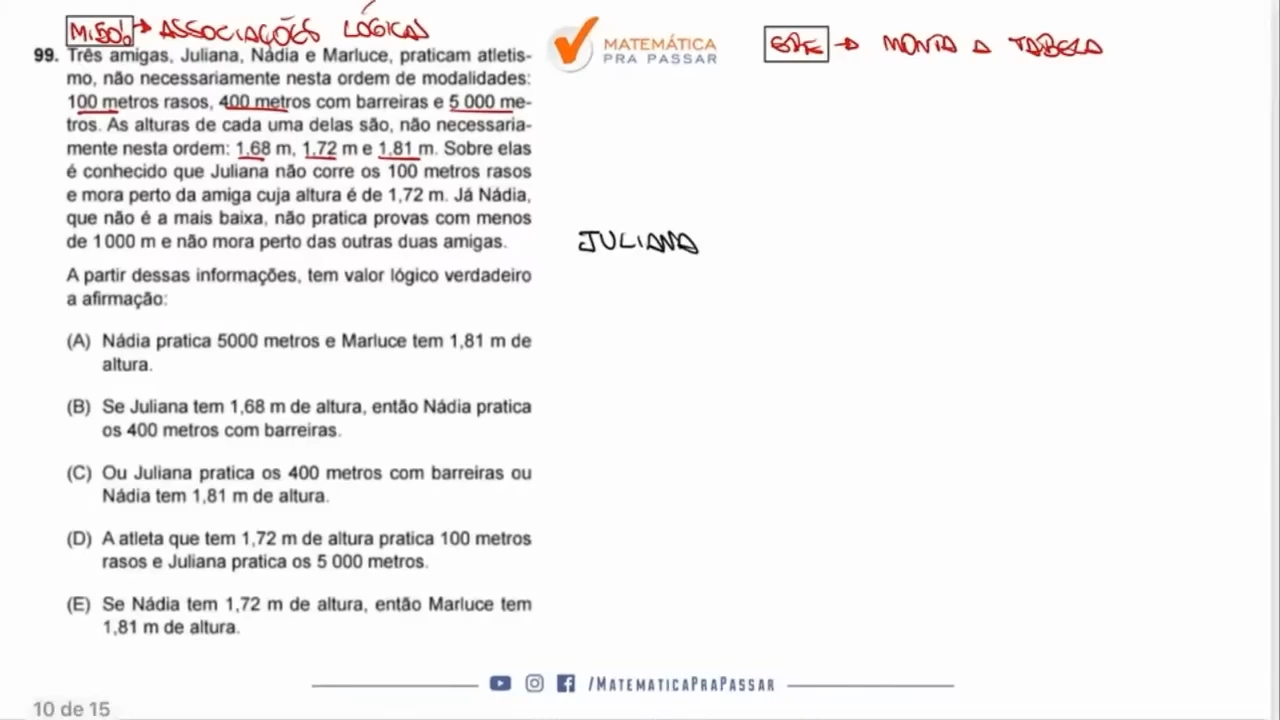 M.50% → ASSOCIAÇÕES LÓGICAS
99. Três amigas, Juliana, Nádia e Marluce, praticam atletis-
mo, não necessariamente nesta ordem de modalidades:
100 metros rasos, 400 metros com barreiras e 5 000 me-
tros. As alturas de cada uma delas são, não necessaria-
mente nesta ordem: 1,68 m, 1,72 m e 1,81 m. Sobre elas
é conhecido que Juliana não corre os 100 metros rasos
e mora perto da amiga cuja altura é de 1,72 m. Já Nádia,
que não é a mais baixa, não pratica provas com menos
de 1 000 m e não mora perto das outras duas amigas.
A partir dessas informações, tem valor lógico verdadeiro
a afirmação:
(A) Nádia pratica 5000 metros e Marluce tem 1,81 m de
altura.
(B) Se Juliana tem 1,68 m de altura, então Nádia pratica
os 400 metros com barreiras.
(C) Ou Juliana pratica os 400 metros com barreiras ou
Nádia tem 1,81 m de altura.
(D) A atleta que tem 1,72 m de altura pratica 100 metros
rasos e Juliana pratica os 5 000 metros.
(E) Se Nádia tem 1,72 m de altura, então Marluce tem
1,81 m de altura.
MATEMÁTICA
PRA PASSAR
→ MONTA A TABELA
JULIANA
/MATEMATICAPRAPASSAR
10 de 15